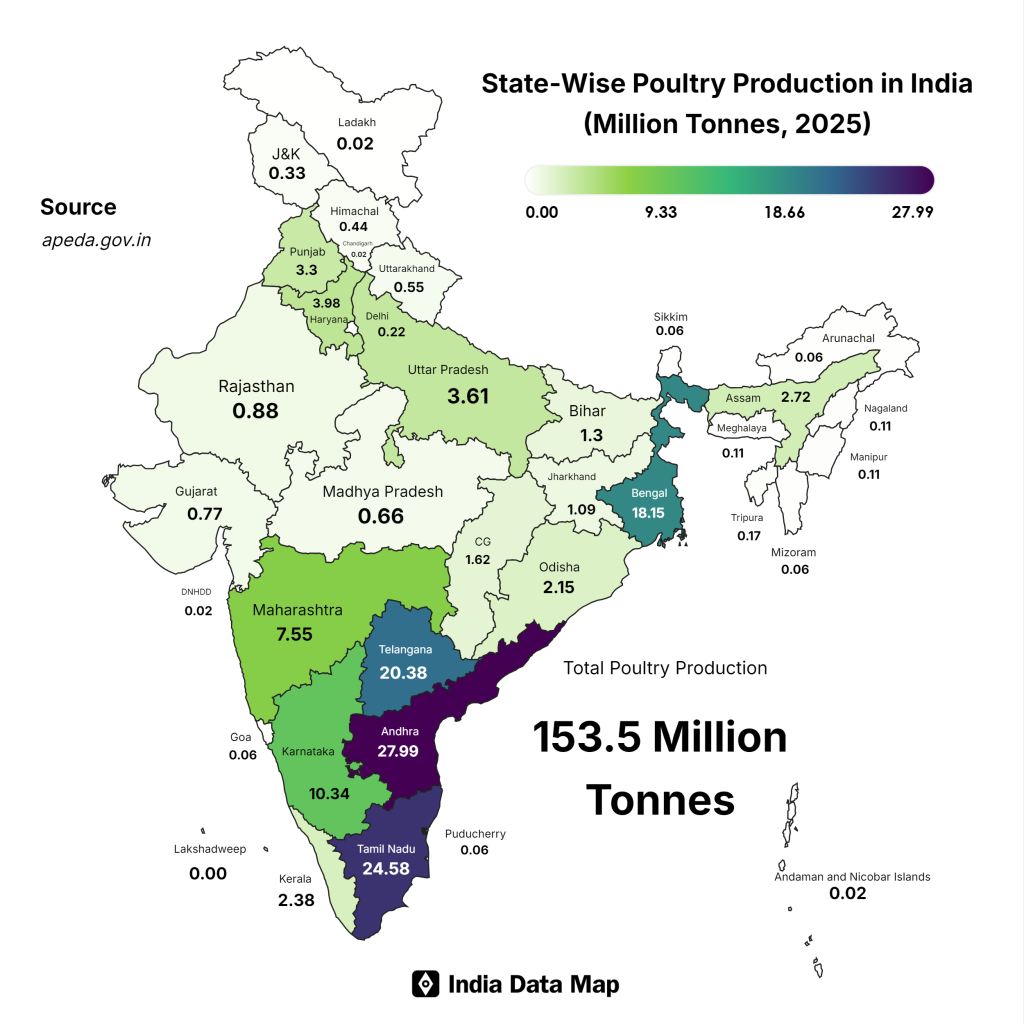 State-Wise Poultry Production in India
(Million Tonnes, 2025)
0.00 9.33 18.66 27.99
Source
apeda.gov.in
Ladakh
0.02
J&K
0.33
Himachal
0.44
Chandigarh
0.02
Punjab
3.3
Uttarakhand
0.55
3.98
Haryana
Delhi
0.22
Uttar Pradesh
3.61
Rajasthan
0.88
Bihar
1.3
Sikkim
0.06
Arunachal
0.06
Assam
2.72
Nagaland
0.11
Meghalaya
0.11
Manipur
0.11
Tripura
0.17
Mizoram
0.06
Gujarat
0.77
Madhya Pradesh
0.66
Jharkhand
1.09
Bengal
18.15
CG
1.62
Odisha
2.15
DNHDD
0.02
Maharashtra
7.55
Telangana
20.38
Total Poultry Production
153.5 Million
Tonnes
Goa
0.06
Karnataka
10.34
Andhra
27.99
Lakshadweep
0.00
Kerala
2.38
Tamil Nadu
24.58
Puducherry
0.06
Andaman and Nicobar Islands
0.02
India Data Map